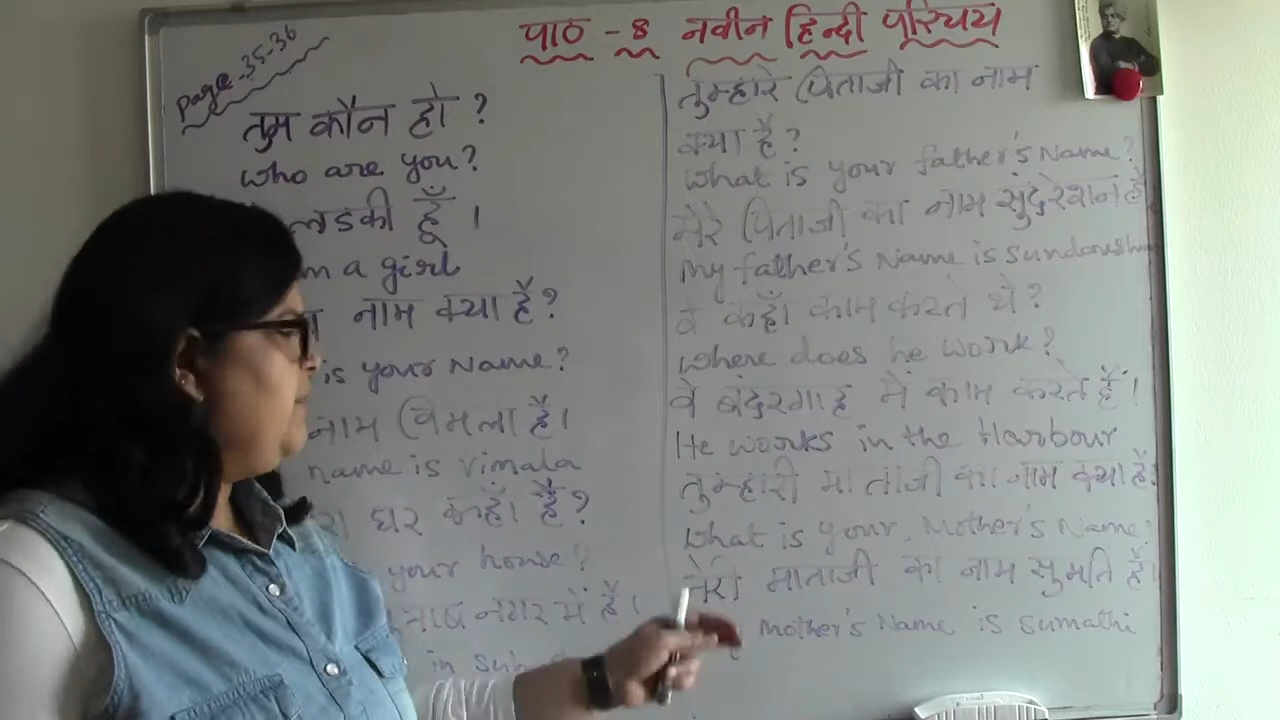 पाठ - 8 नवीन हिन्दी परिचय
Page-35-36
तुम कौन हो ?
who are you?
लडकी हूँ ।
m a girl
नाम क्या है ?
is your Name?
नाम विमला है।
name is vimala
घर कहाँ है ?
your house?
नगर में है ।
in
तुम्हारे पिताजी का नाम
क्या है ?
What is your father's Name?
मेरे पिताजी का नाम सुंदरेशन है।
my father's Name is sundareshan
वे कहाँ काम करते थे ?
where does he work?
वे बंदरगाह में काम करते हैं ।
He works in the Harbour
तुम्हारी माताजी का नाम क्या है
What is your Mother's Name?
मेरी माताजी का नाम सुमति है।
Mother's Name is sumathi